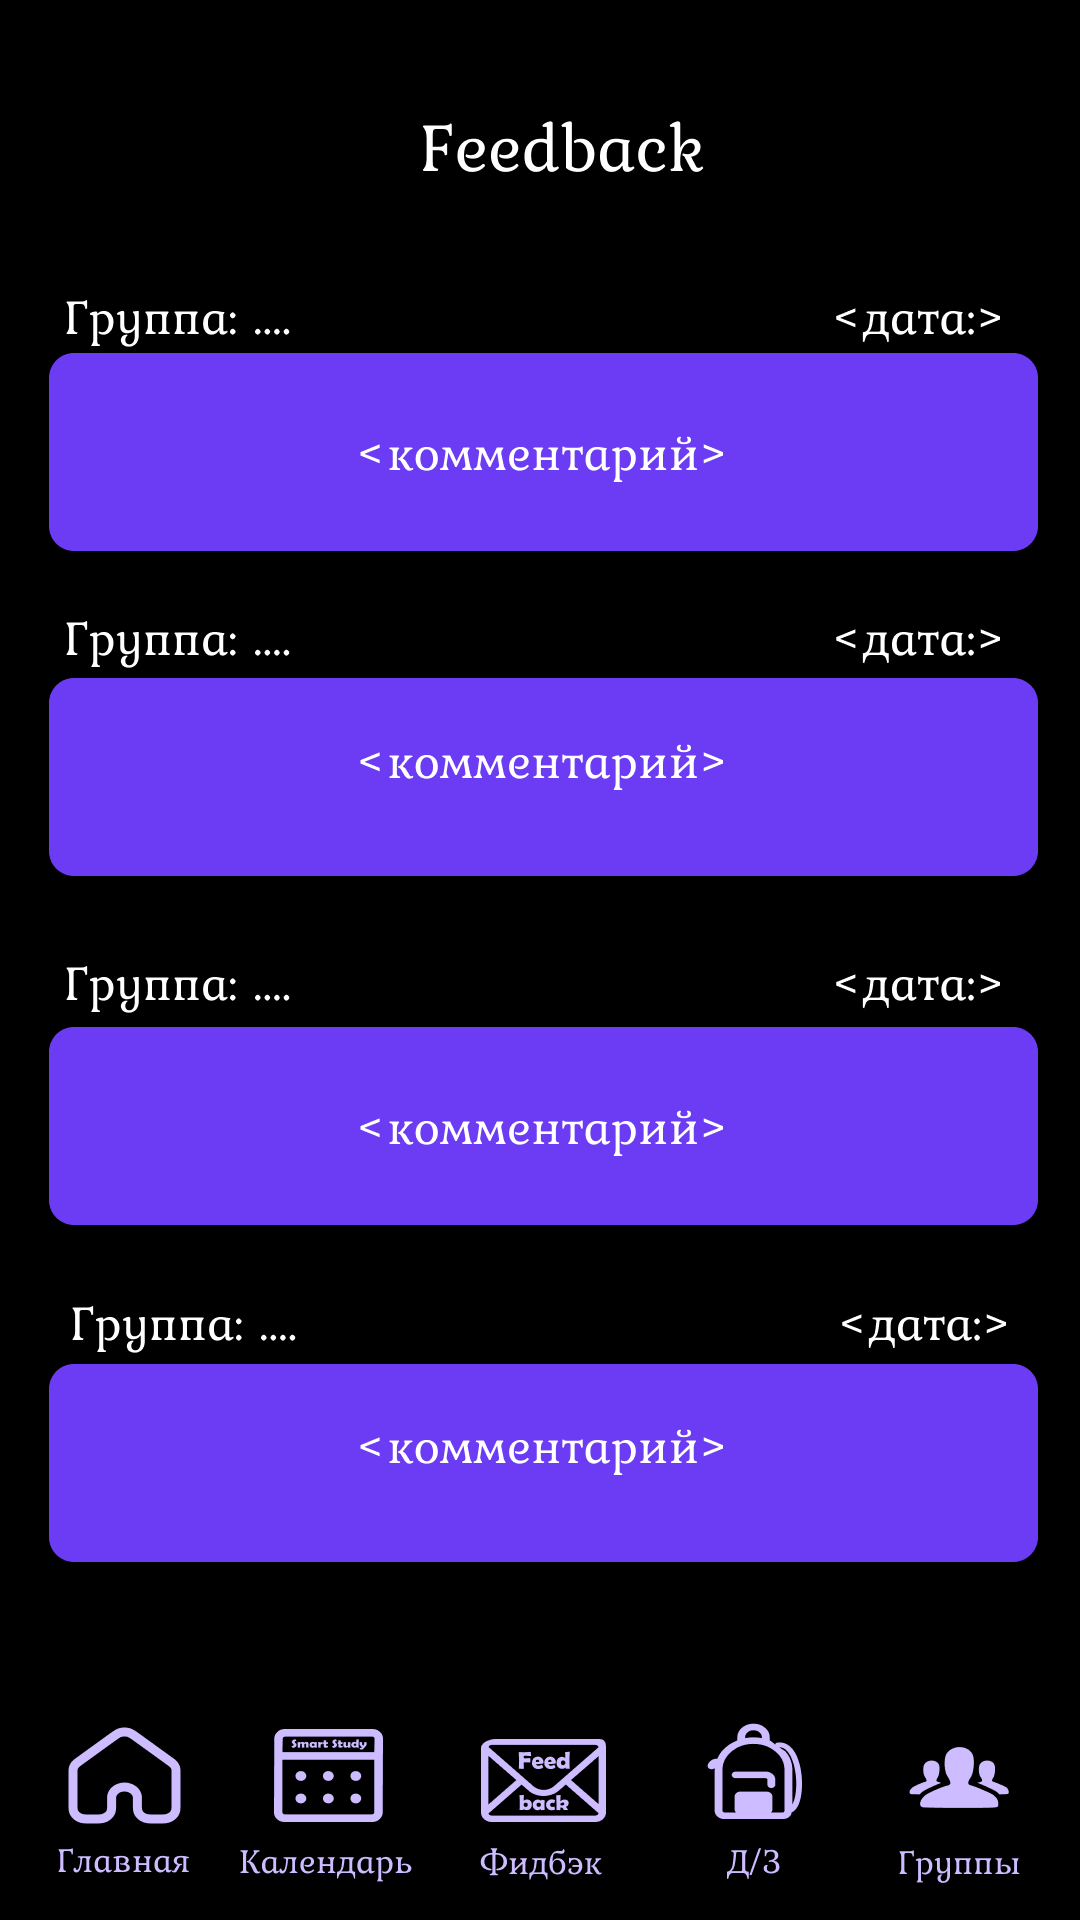 Feedback
Группа: .... <дата:>
<комментарий>
Группа: .... <дата:>
<комментарий>
Группа: .... <дата:>
<комментарий>
Группа: .... <дата:>
<комментарий>
Smart Study
Feed
back
Главная Календарь Фидбэк Д/З Группы